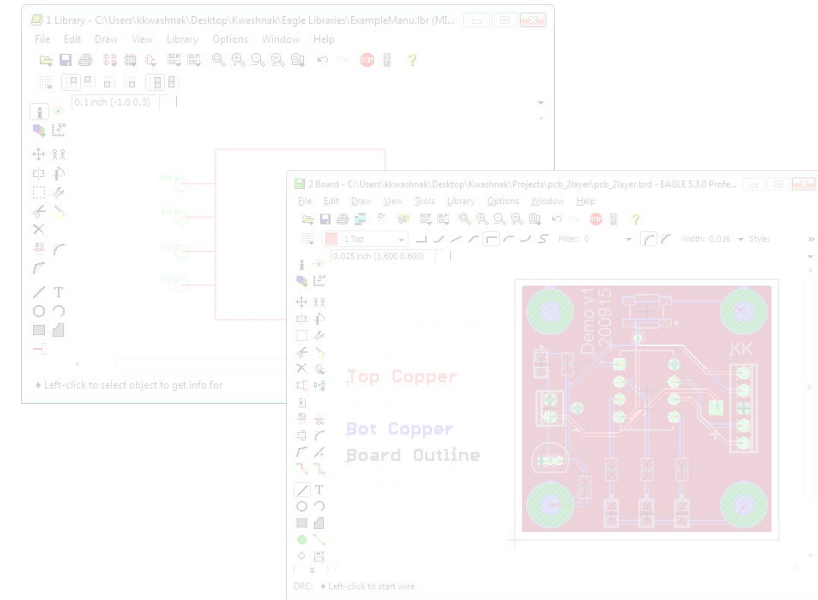 1 Library - C:\Users\kkwashnak\Desktop\Kwashnak\Eagle Libraries\ExampleManu.lbr (MI...
File Edit Draw View Library Options Window Help
STOP
0.1 inch (-1.0 0.3)
♦ Left-click to select object to get info for
2 Board - C:\Users\kkwashnak\Desktop\Kwashnak\Projects\pcb_2layer\pcb_2layer.brd - EAGLE 5.3.0 Profe...
File Edit Draw View Tools Library Options Window Help
1 Top Miter: 0 Width: 0.016 Style:
0.025 inch (1.600 0.600)
Demo v1
200915
KK
Top Copper
Bot Copper
Board Outline
DRC: ♦ Left-click to start wire